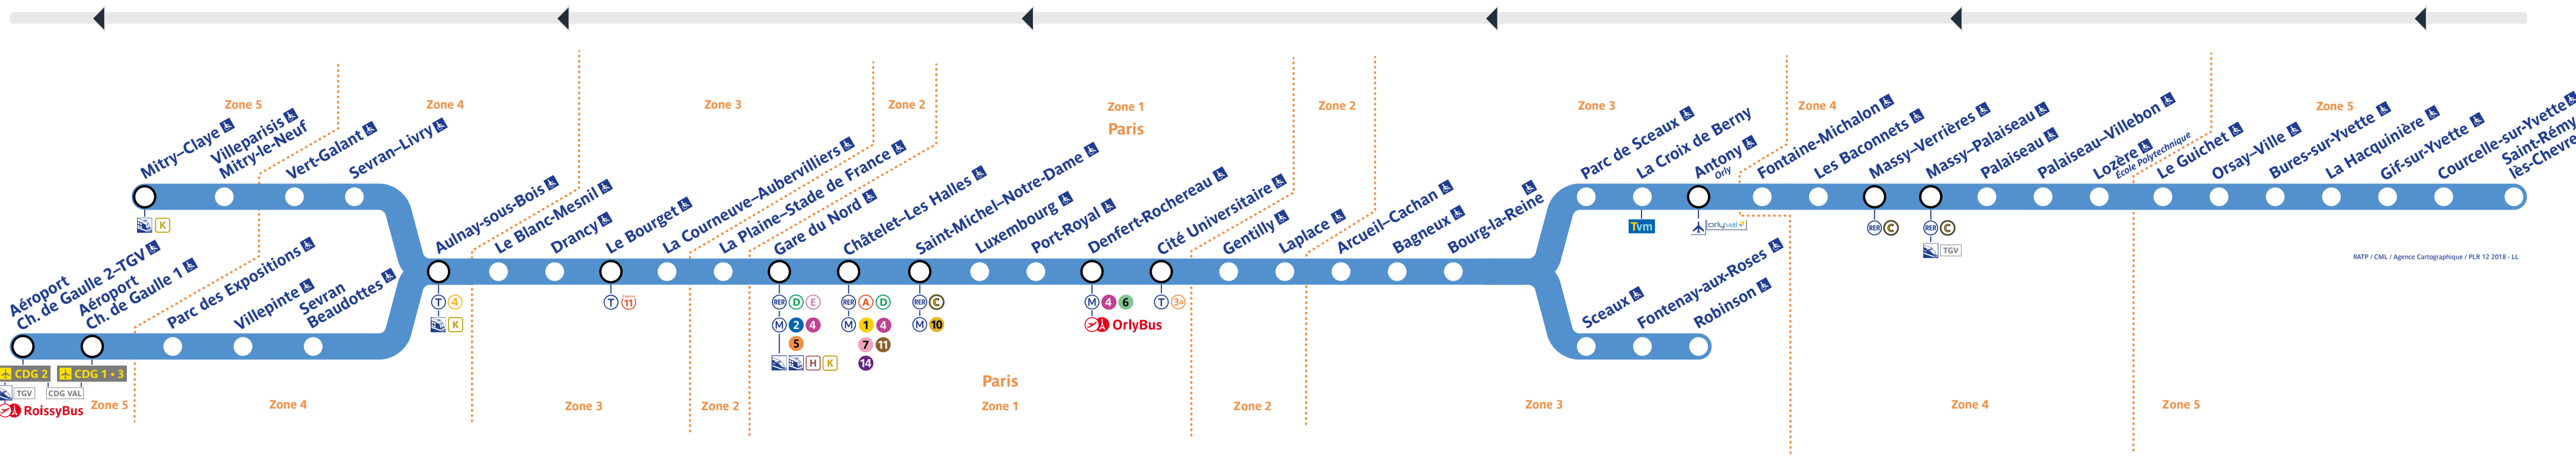 Zone 5
Zone 4
Zone 3
Zone 2
Zone 1
Paris
Zone 2
Zone 3
Zone 4
Zone 5
Mitry–Claye
Villeparisis
Mitry-le-Neuf
Vert-Galant
Sevran–Livry
K
Aéroport
Ch. de Gaulle 2–TGV
Aéroport
Ch. de Gaulle 1
Parc des Expositions
Villepinte
Sevran
Beaudottes
CDG 2
CDG 1 • 3
TGV
CDG VAL
RoissyBus
Aulnay-sous-Bois
T 4
K
Le Blanc-Mesnil
Drancy
Le Bourget
T 11
La Courneuve–Aubervilliers
La Plaine–Stade de France
Gare du Nord
RER D E
M 2 4
5
H K
Châtelet–Les Halles
RER A D
M 1 4
7 11
14
Saint-Michel–Notre-Dame
RER C
M 10
Luxembourg
Port-Royal
Denfert-Rochereau
M 4 6
OrlyBus
Cité Universitaire
T 3a
Gentilly
Laplace
Arcueil–Cachan
Bagneux
Bourg-la-Reine
Parc de Sceaux
La Croix de Berny
Tvm
Antony
Orly
orlyval
Fontaine-Michalon
Les Baconnets
Massy–Verrières
RER C
Massy–Palaiseau
RER C
TGV
Palaiseau
Palaiseau–Villebon
Lozère
École Polytechnique
Le Guichet
Orsay–Ville
Bures-sur-Yvette
La Hacquinière
Gif-sur-Yvette
Courcelle-sur-Yvette
Saint-Rémy
lès-Chevre
Sceaux
Fontenay-aux-Roses
Robinson
RATP / CML / Agence Cartographique / PLR 12 2018 - LL
Zone 5
Zone 4
Zone 3
Zone 2
Paris
Zone 1
Zone 2
Zone 3
Zone 4
Zone 5